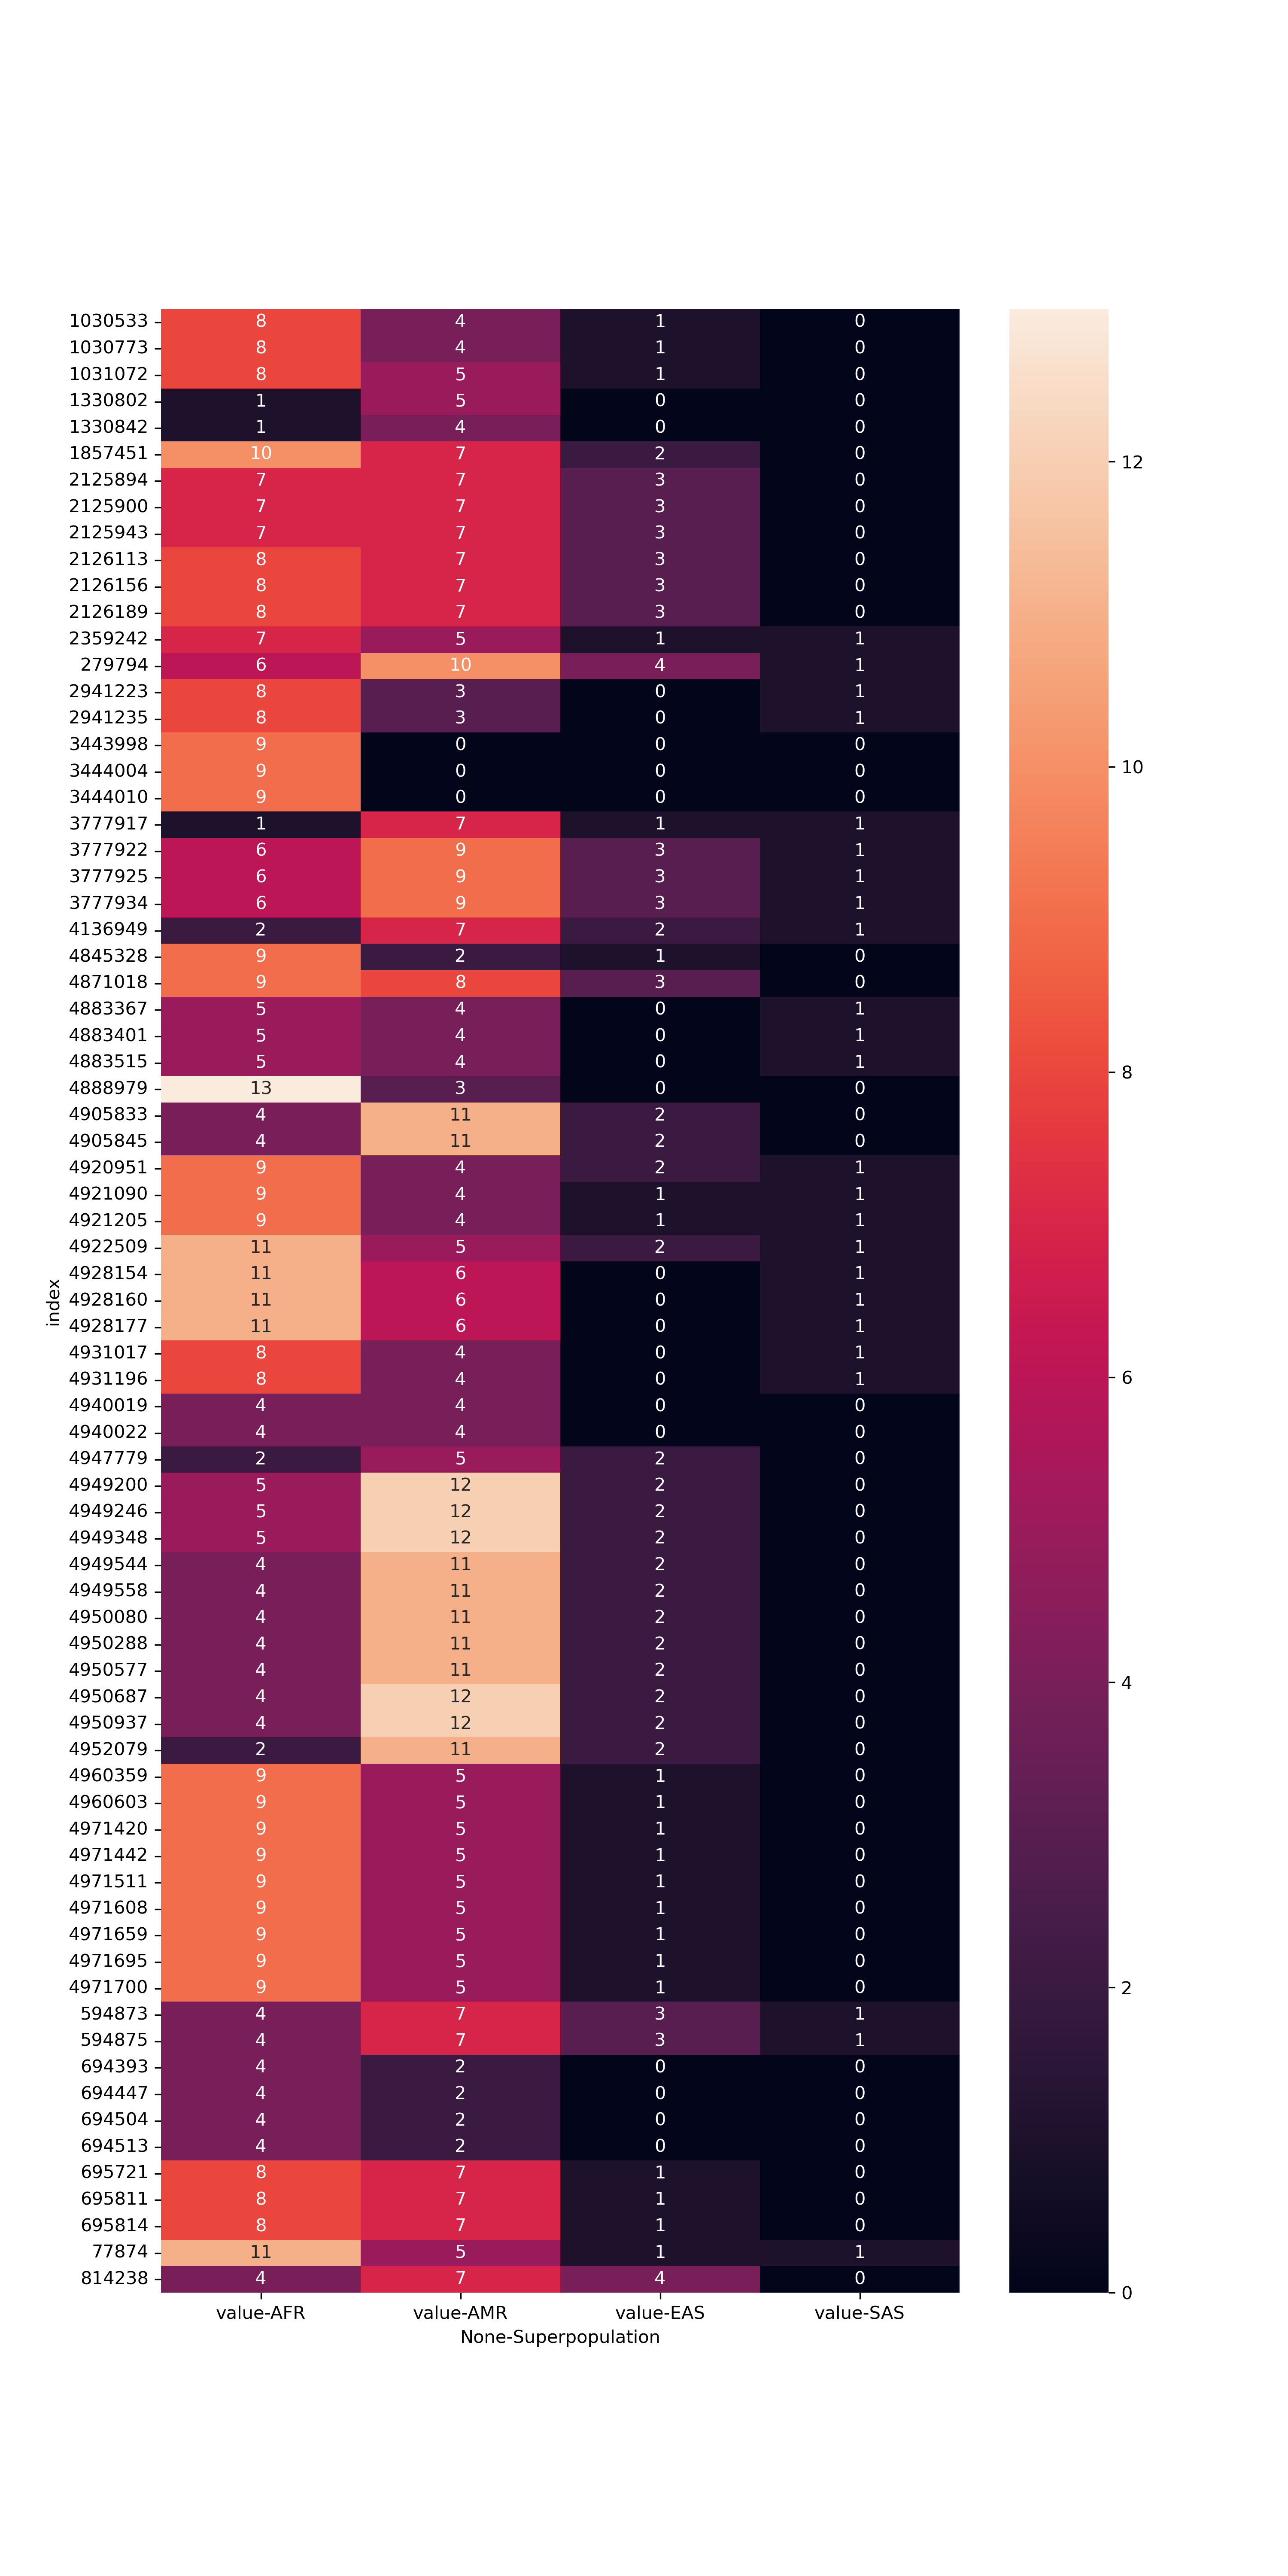 1030533 8 4 1 0
1030773 8 4 1 0
1031072 8 5 1 0
1330802 1 5 0 0
1330842 1 4 0 0
1857451 10 7 2 0
2125894 7 7 3 0
2125900 7 7 3 0
2125943 7 7 3 0
2126113 8 7 3 0
2126156 8 7 3 0
2126189 8 7 3 0
2359242 7 5 1 1
279794 6 10 4 1
2941223 8 3 0 1
2941235 8 3 0 1
3443998 9 0 0 0
3444004 9 0 0 0
3444010 9 0 0 0
3777917 1 7 1 1
3777922 6 9 3 1
3777925 6 9 3 1
3777934 6 9 3 1
4136949 2 7 2 1
4845328 9 2 1 0
4871018 9 8 3 0
4883367 5 4 0 1
4883401 5 4 0 1
4883515 5 4 0 1
4888979 13 3 0 0
4905833 4 11 2 0
4905845 4 11 2 0
4920951 9 4 2 1
4921090 9 4 1 1
4921205 9 4 1 1
4922509 11 5 2 1
4928154 11 6 0 1
4928160 11 6 0 1
4928177 11 6 0 1
4931017 8 4 0 1
4931196 8 4 0 1
4940019 4 4 0 0
4940022 4 4 0 0
4947779 2 5 2 0
4949200 5 12 2 0
4949246 5 12 2 0
4949348 5 12 2 0
4949544 4 11 2 0
4949558 4 11 2 0
4950080 4 11 2 0
4950288 4 11 2 0
4950577 4 11 2 0
4950687 4 12 2 0
4950937 4 12 2 0
4952079 2 11 2 0
4960359 9 5 1 0
4960603 9 5 1 0
4971420 9 5 1 0
4971442 9 5 1 0
4971511 9 5 1 0
4971608 9 5 1 0
4971659 9 5 1 0
4971695 9 5 1 0
4971700 9 5 1 0
594873 4 7 3 1
594875 4 7 3 1
694393 4 2 0 0
694447 4 2 0 0
694504 4 2 0 0
694513 4 2 0 0
695721 8 7 1 0
695811 8 7 1 0
695814 8 7 1 0
77874 11 5 1 1
814238 4 7 4 0
value-AFR value-AMR value-EAS value-SAS
None-Superpopulation
index
12
10
8
6
4
2
0